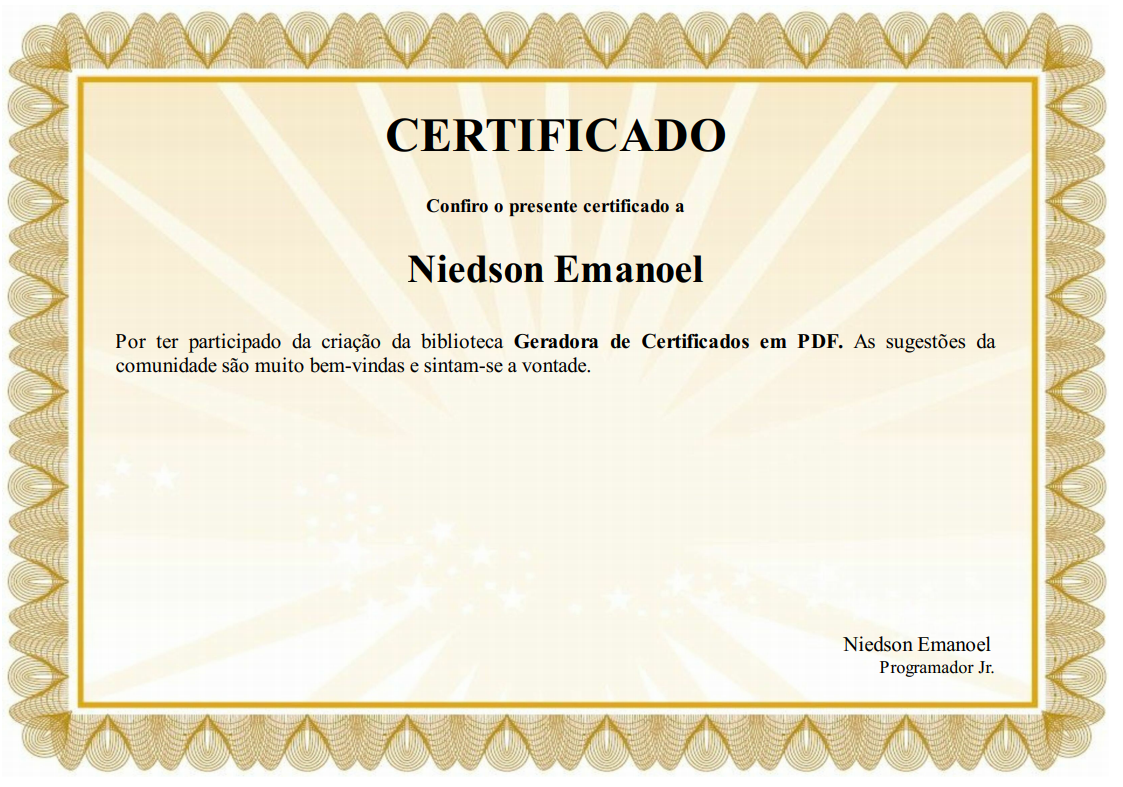 CERTIFICADO
Confiro o presente certificado a
Niedson Emanoel
Por ter participado da criação da biblioteca Geradora de Certificados em PDF. As sugestões da
comunidade são muito bem-vindas e sintam-se a vontade.
Niedson Emanoel
Programador Jr.